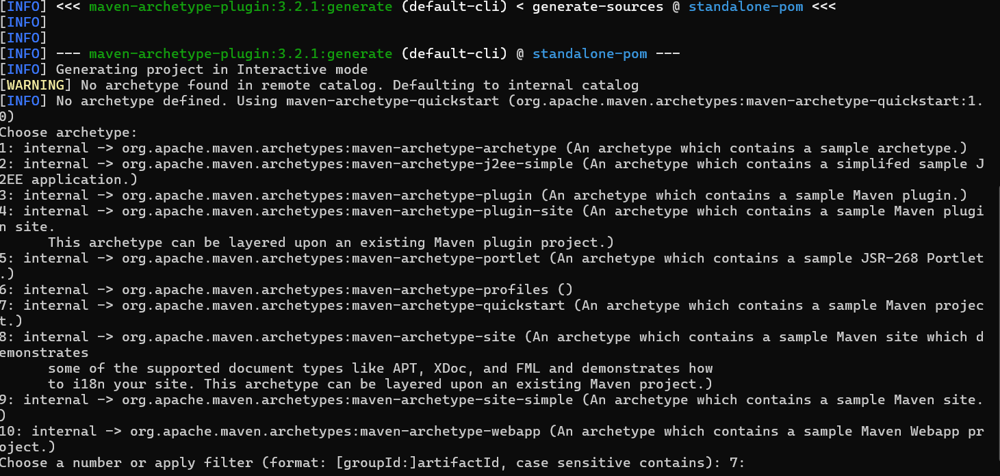 [INFO] <<< maven-archetype-plugin:3.2.1:generate (default-cli) < generate-sources @ standalone-pom <<<
[INFO]
[INFO]
[INFO] --- maven-archetype-plugin:3.2.1:generate (default-cli) @ standalone-pom ---
[INFO] Generating project in Interactive mode
[WARNING] No archetype found in remote catalog. Defaulting to internal catalog
[INFO] No archetype defined. Using maven-archetype-quickstart (org.apache.maven.archetypes:maven-archetype-quickstart:1.
0)
Choose archetype:
1: internal -> org.apache.maven.archetypes:maven-archetype-archetype (An archetype which contains a sample archetype.)
2: internal -> org.apache.maven.archetypes:maven-archetype-j2ee-simple (An archetype which contains a simplifed sample J
2EE application.)
3: internal -> org.apache.maven.archetypes:maven-archetype-plugin (An archetype which contains a sample Maven plugin.)
4: internal -> org.apache.maven.archetypes:maven-archetype-plugin-site (An archetype which contains a sample Maven plugi
n site.
      This archetype can be layered upon an existing Maven plugin project.)
5: internal -> org.apache.maven.archetypes:maven-archetype-portlet (An archetype which contains a sample JSR-268 Portlet
.)
6: internal -> org.apache.maven.archetypes:maven-archetype-profiles ()
7: internal -> org.apache.maven.archetypes:maven-archetype-quickstart (An archetype which contains a sample Maven projec
t.)
8: internal -> org.apache.maven.archetypes:maven-archetype-site (An archetype which contains a sample Maven site which d
emonstrates
      some of the supported document types like APT, XDoc, and FML and demonstrates how
      to i18n your site. This archetype can be layered upon an existing Maven project.)
9: internal -> org.apache.maven.archetypes:maven-archetype-site-simple (An archetype which contains a sample Maven site.
)
10: internal -> org.apache.maven.archetypes:maven-archetype-webapp (An archetype which contains a sample Maven Webapp pr
oject.)
Choose a number or apply filter (format: [groupId:]artifactId, case sensitive contains): 7: